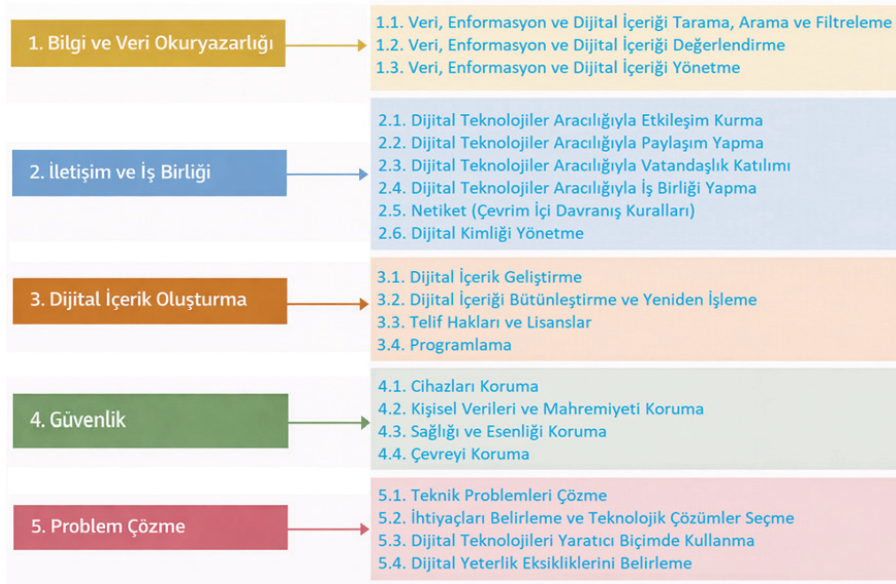 1. Bilgi ve Veri Okuryazarlığı
1.1. Veri, Enformasyon ve Dijital İçeriği Tarama, Arama ve Filtreleme
1.2. Veri, Enformasyon ve Dijital İçeriği Değerlendirme
1.3. Veri, Enformasyon ve Dijital İçeriği Yönetme
2. İletişim ve İş Birliği
2.1. Dijital Teknolojiler Aracılığıyla Etkileşim Kurma
2.2. Dijital Teknolojiler Aracılığıyla Paylaşım Yapma
2.3. Dijital Teknolojiler Aracılığıyla Vatandaşlık Katılımı
2.4. Dijital Teknolojiler Aracılığıyla İş Birliği Yapma
2.5. Netiket (Çevrim İçi Davranış Kuralları)
2.6. Dijital Kimliği Yönetme
3. Dijital İçerik Oluşturma
3.1. Dijital İçerik Geliştirme
3.2. Dijital İçeriği Bütünleştirme ve Yeniden İşleme
3.3. Telif Hakları ve Lisanslar
3.4. Programlama
4. Güvenlik
4.1. Cihazları Koruma
4.2. Kişisel Verileri ve Mahremiyeti Koruma
4.3. Sağlığı ve Esenliği Koruma
4.4. Çevreyi Koruma
5. Problem Çözme
5.1. Teknik Problemleri Çözme
5.2. İhtiyaçları Belirleme ve Teknolojik Çözümler Seçme
5.3. Dijital Teknolojileri Yaratıcı Biçimde Kullanma
5.4. Dijital Yeterlik Eksikliklerini Belirleme